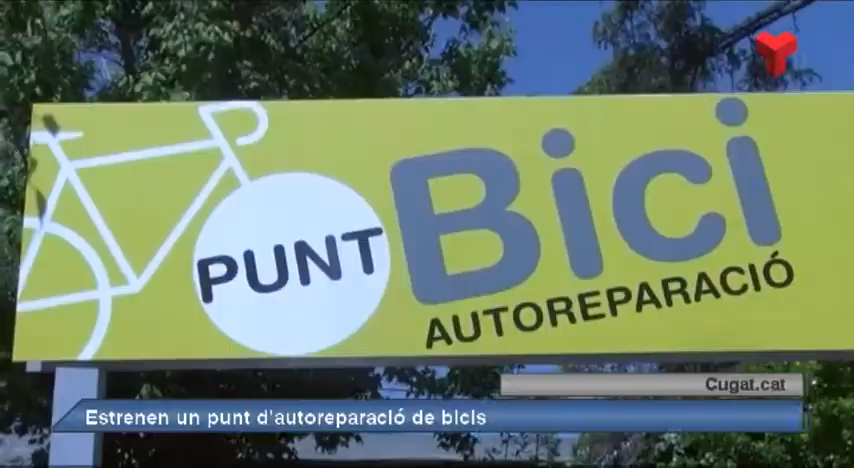 PUNT Bici
AUTOREPARACIÓ
Cugat.cat
Estrenen un punt d'autoreparació de bicis